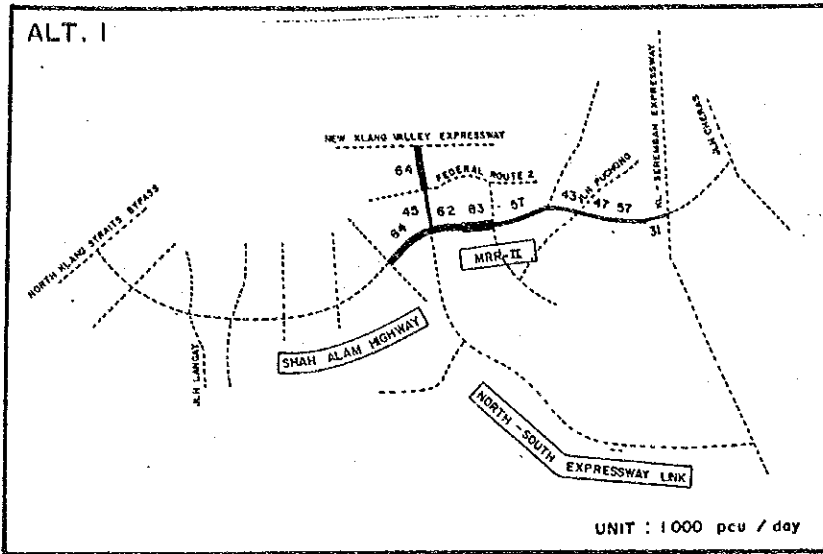 ALT. I
NEW KLANG VALLEY EXPRESSWAY
64
FEDERAL ROUTE 2
KL - SEREMBAN EXPRESSWAY
JLN CHERAS
NORTH KLANG STRAITS BYPASS
64
45
62
83
57
43
JLN PUCHONG
47
57
31
MRR-II
SHAH ALAM HIGHWAY
JLN LANGAT
NORTH - SOUTH
EXPRESSWAY LINK
UNIT : 1000 pcu / day